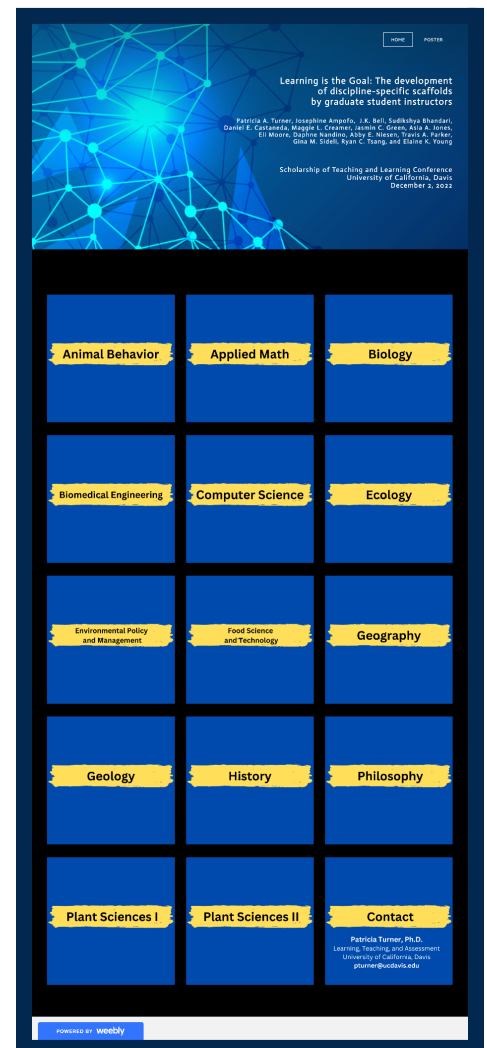 HOME POSTER
Learning is the Goal: The development
of discipline-specific scaffolds
by graduate student instructors
Patricia A. Turner, Josephine Ampofo, J.K. Bell, Sudikshya Bhandari,
Daniel E. Castaneda, Maggie L. Creamer, Jasmin C. Green, Asia A. Jones,
Eli Moore, Daphne Nandino, Abby E. Niesen, Travis A. Parker,
Gina M. Sideli, Ryan C. Tsang, and Elaine K. Young
Scholarship of Teaching and Learning Conference
University of California, Davis
December 2, 2022
Animal Behavior
Applied Math
Biology
Biomedical Engineering
Computer Science
Ecology
Environmental Policy
and Management
Food Science
and Technology
Geography
Geology
History
Philosophy
Plant Sciences I
Plant Sciences II
Contact
Patricia Turner, Ph.D.
Learning, Teaching, and Assessment
University of California, Davis
pturner@ucdavis.edu
POWERED BY weebly